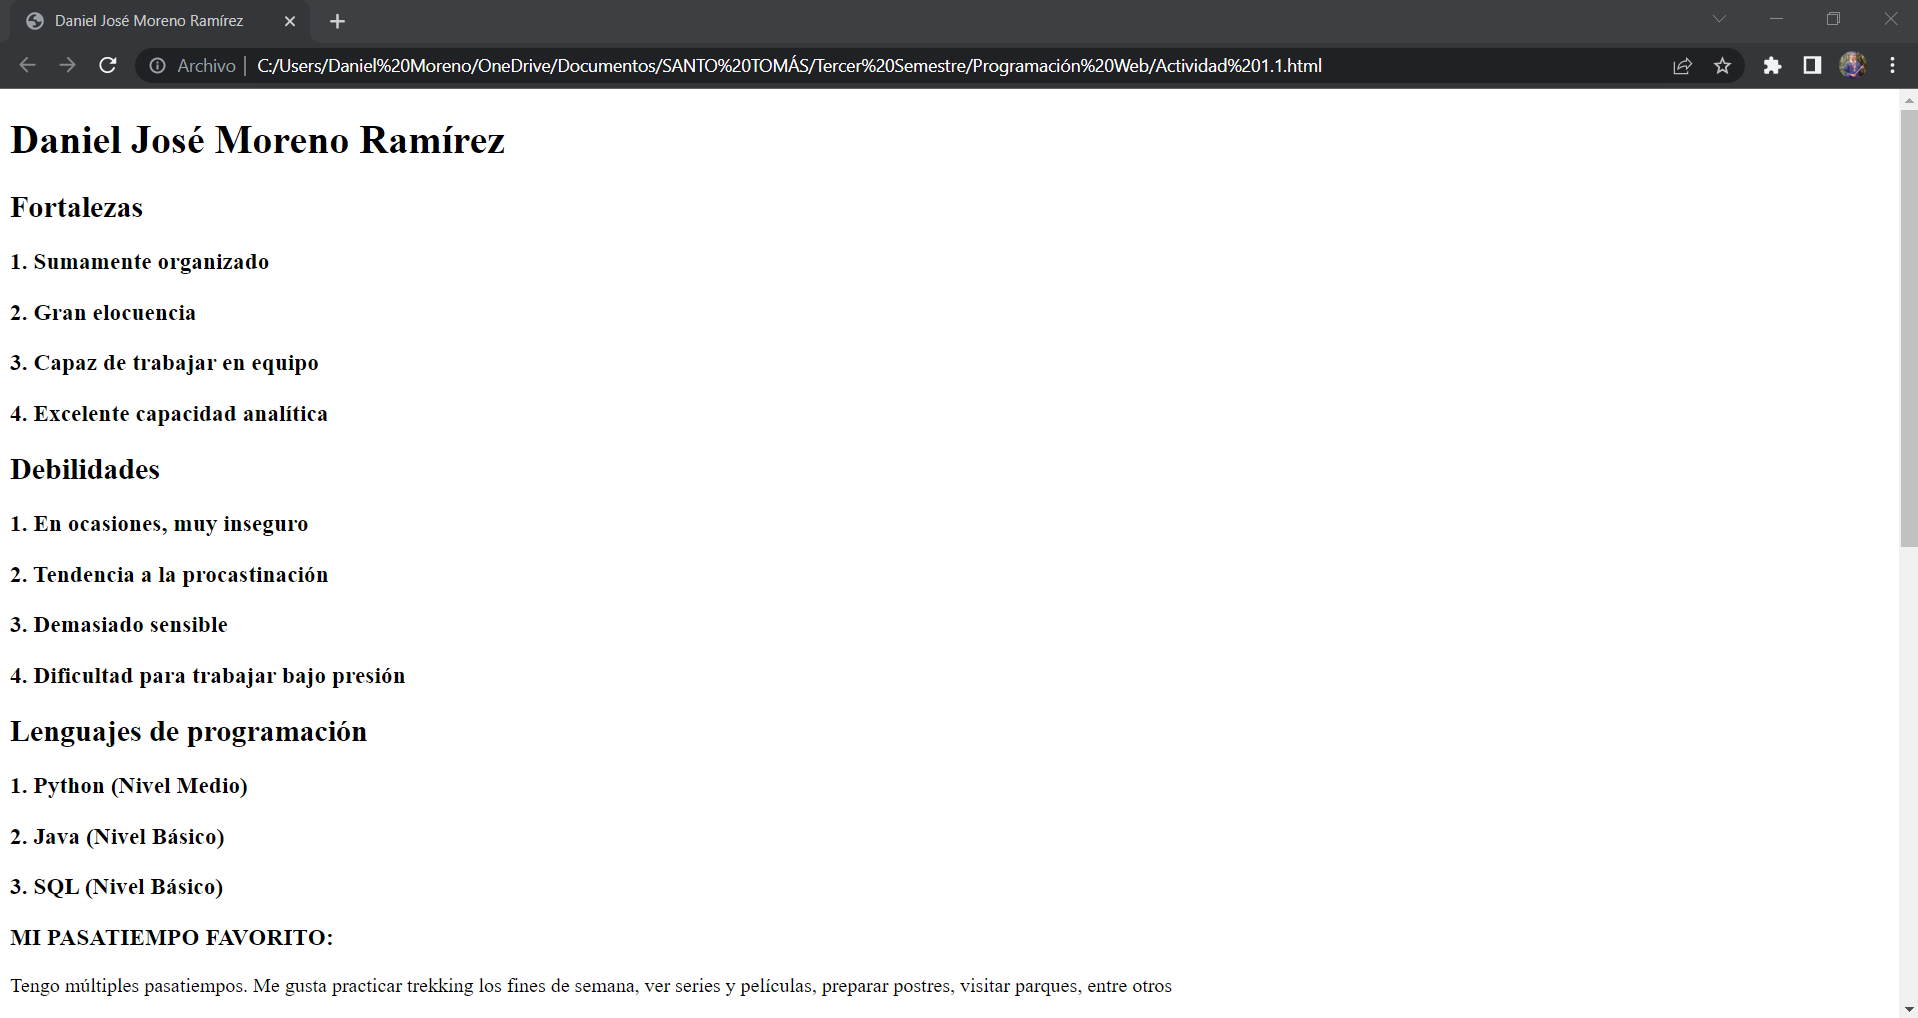 Daniel José Moreno Ramírez
Archivo | C:/Users/Daniel%20Moreno/OneDrive/Documentos/SANTO%20TOMÁS/Tercer%20Semestre/Programación%20Web/Actividad%201.1.html
Daniel José Moreno Ramírez
Fortalezas
1. Sumamente organizado
2. Gran elocuencia
3. Capaz de trabajar en equipo
4. Excelente capacidad analítica
Debilidades
1. En ocasiones, muy inseguro
2. Tendencia a la procastinación
3. Demasiado sensible
4. Dificultad para trabajar bajo presión
Lenguajes de programación
1. Python (Nivel Medio)
2. Java (Nivel Básico)
3. SQL (Nivel Básico)
MI PASATIEMPO FAVORITO:
Tengo múltiples pasatiempos. Me gusta practicar trekking los fines de semana, ver series y películas, preparar postres, visitar parques, entre otros